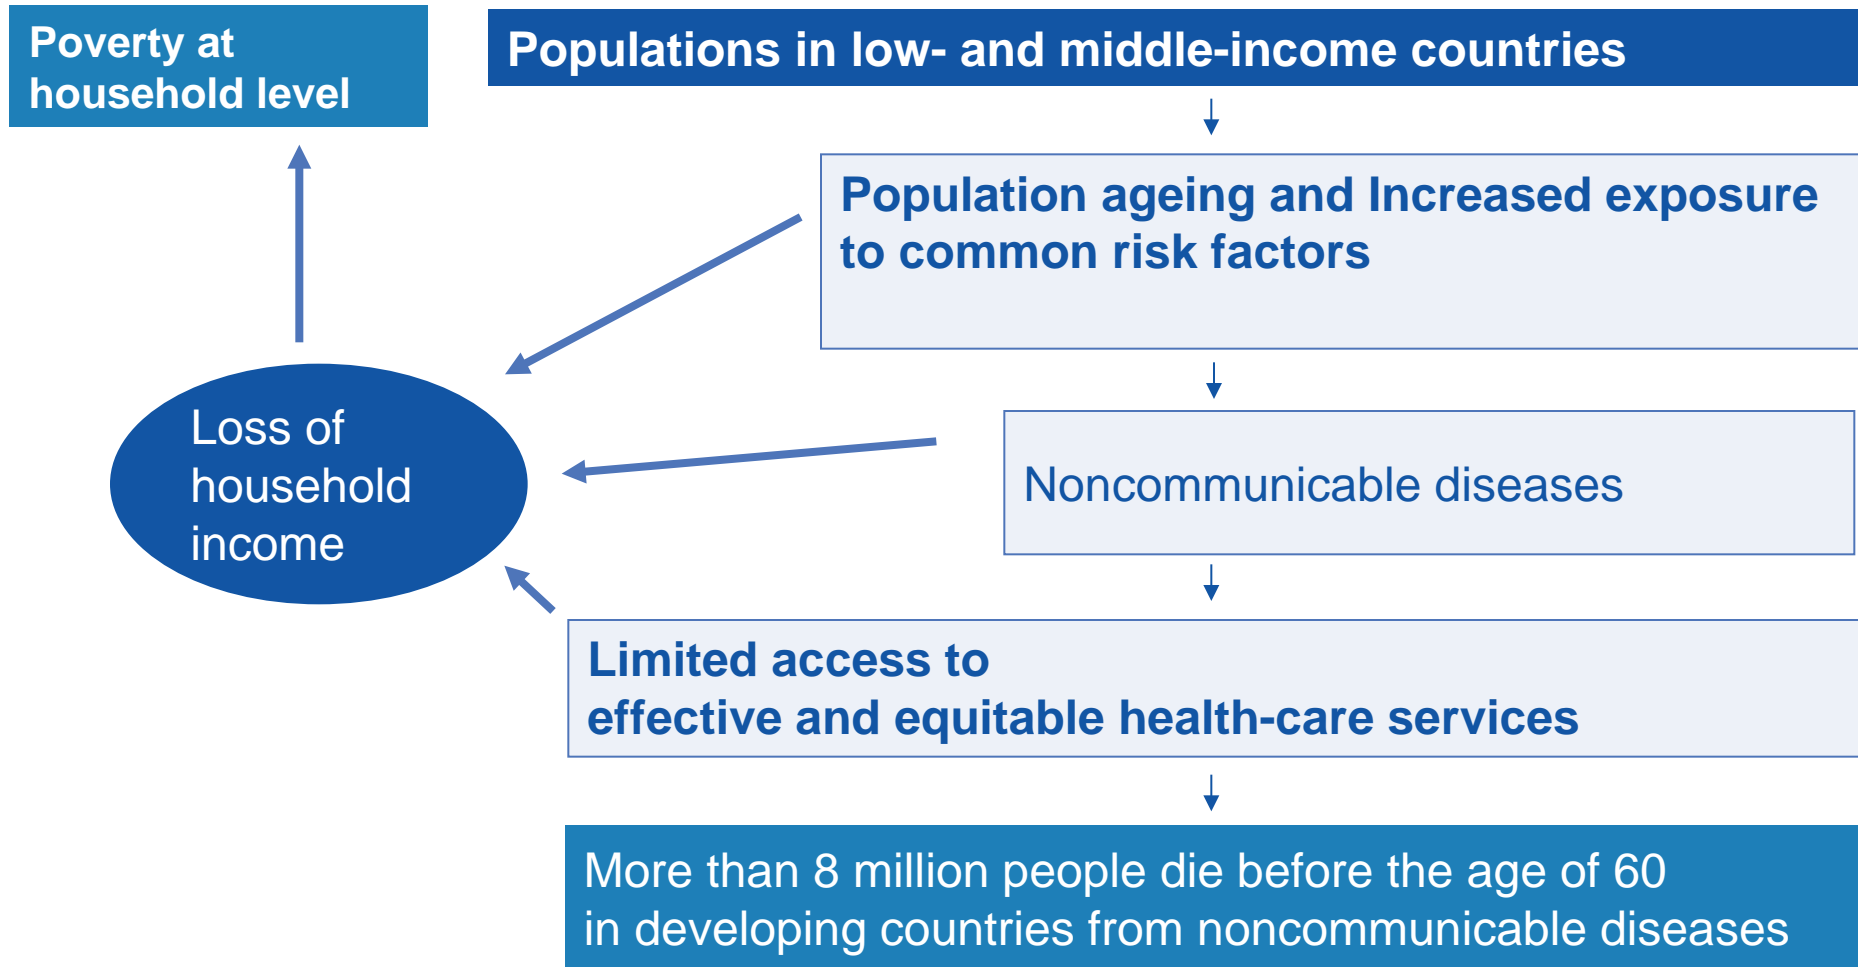 Poverty at
household level
Populations in low- and middle-income countries
Population ageing and Increased exposure
to common risk factors
Loss of
household
income
Noncommunicable diseases
Limited access to
effective and equitable health-care services
More than 8 million people die before the age of 60
in developing countries from noncommunicable diseases